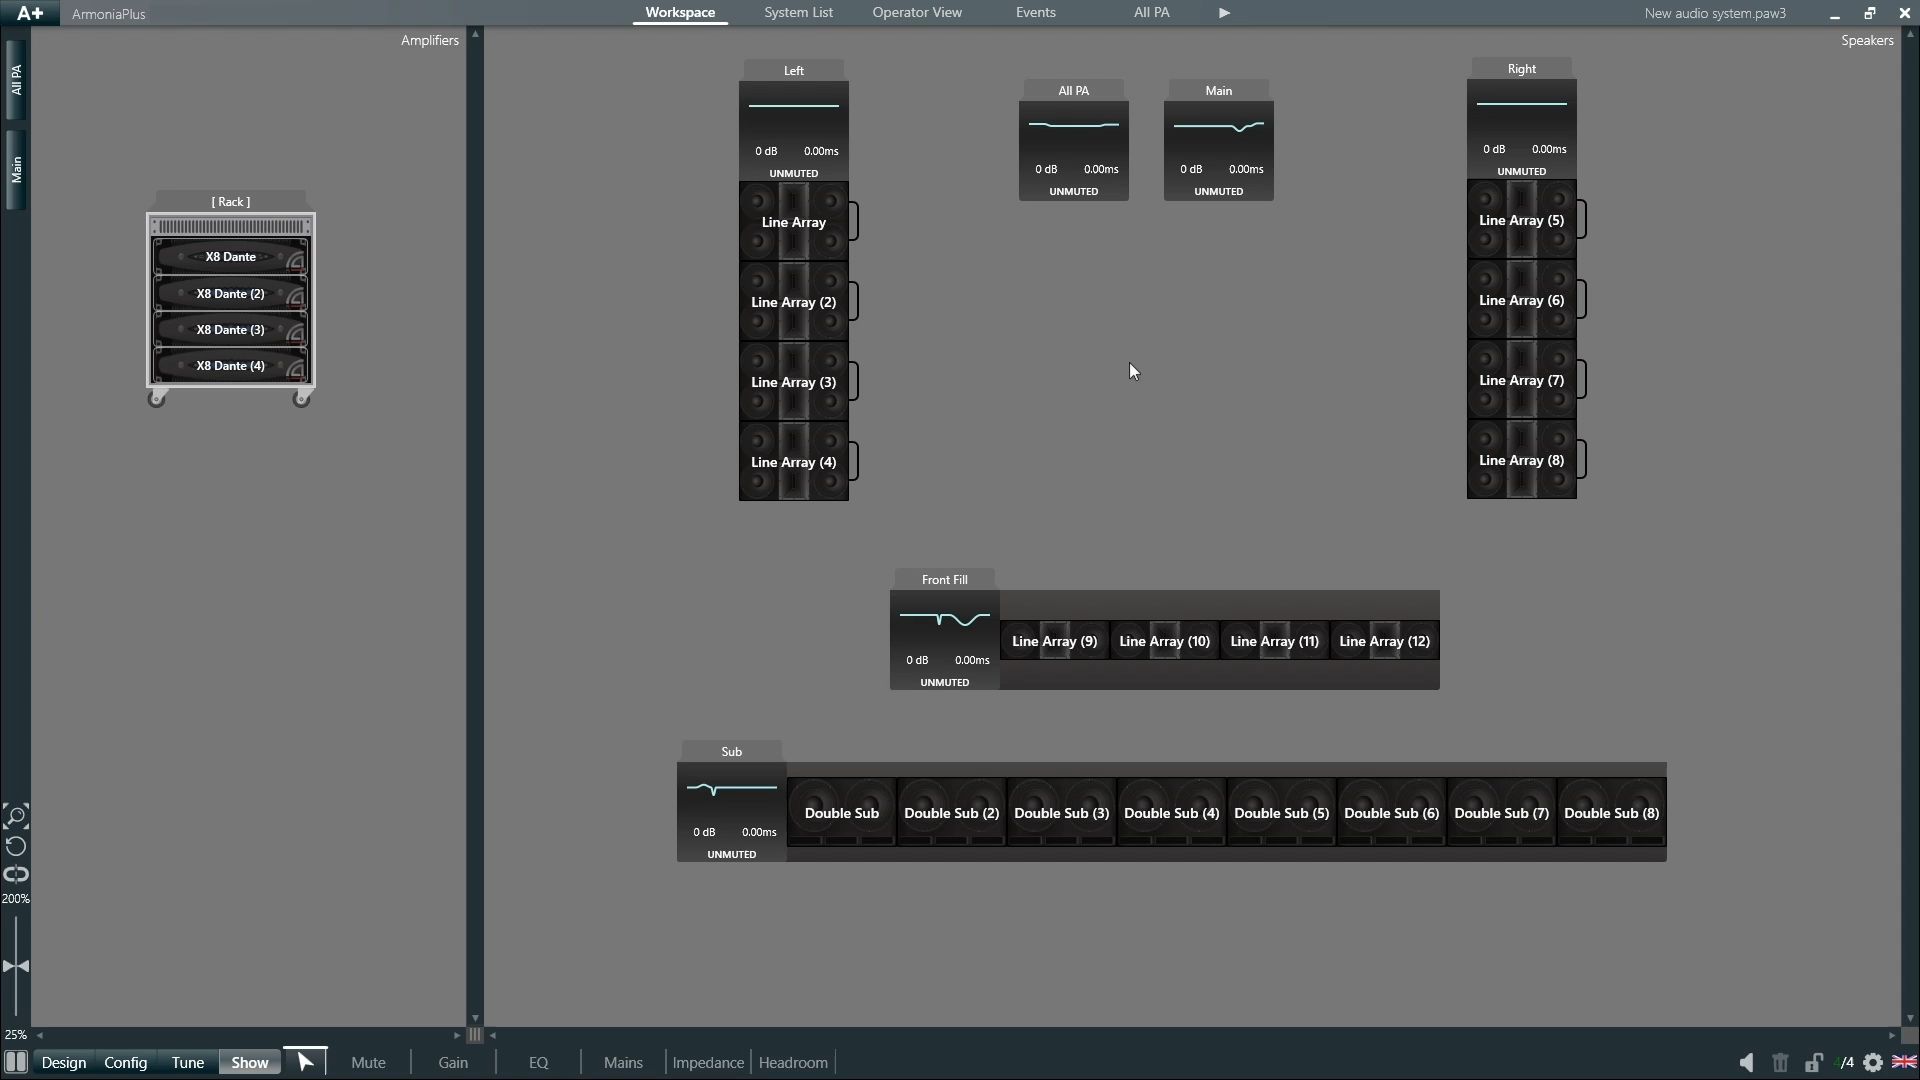 A+ ArmoniaPlus Workspace System List Operator View Events All PA New audio system.paw3
Amplifiers Speakers
All PA
Main
[ Rack ]
X8 Dante
X8 Dante (2)
X8 Dante (3)
X8 Dante (4)
Left
0 dB 0.00ms
UNMUTED
Line Array
Line Array (2)
Line Array (3)
Line Array (4)
All PA
0 dB 0.00ms
UNMUTED
Main
0 dB 0.00ms
UNMUTED
Right
0 dB 0.00ms
UNMUTED
Line Array (5)
Line Array (6)
Line Array (7)
Line Array (8)
Front Fill
0 dB 0.00ms
UNMUTED
Line Array (9) Line Array (10) Line Array (11) Line Array (12)
Sub
0 dB 0.00ms
UNMUTED
Double Sub Double Sub (2) Double Sub (3) Double Sub (4) Double Sub (5) Double Sub (6) Double Sub (7) Double Sub (8)
200%
25%
Design Config Tune Show Mute Gain EQ Mains Impedance Headroom 4/4